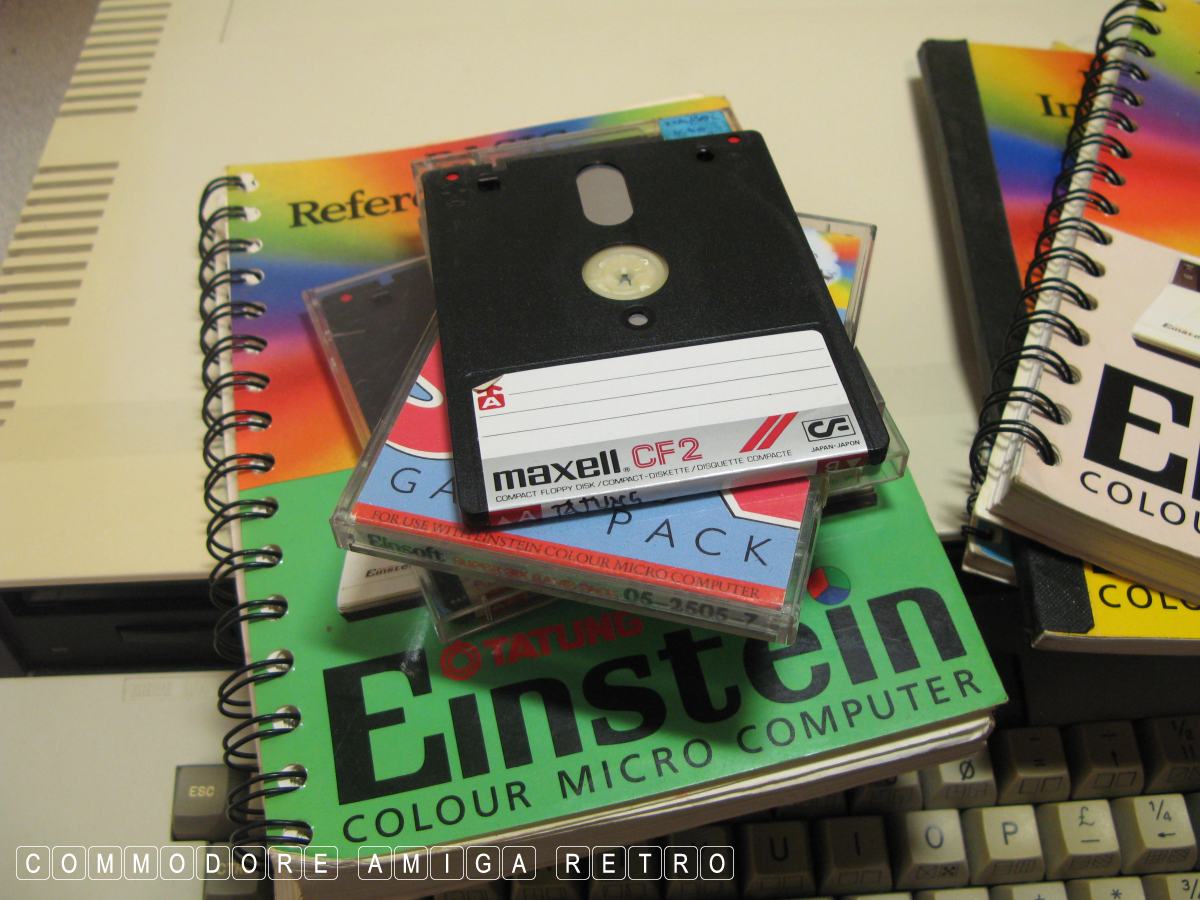 Refer
A
A
maxell® CF2
COMPACT FLOPPY DISK / COMPACT-DISKETTE / DISQUETTE COMPACTE
JAPAN・JAPON
TATUNG
GA
PACK
FOR USE WITH EINSTEIN COLOUR MICRO COMPUTER
Einsoft
05-2505-7
TATUNG
Einstein
COLOUR MICRO COMPUTER
In
E
COLOU
COLO
ESC
U I O P £ 1/4
Ø
COMMODORE AMIGA RETRO